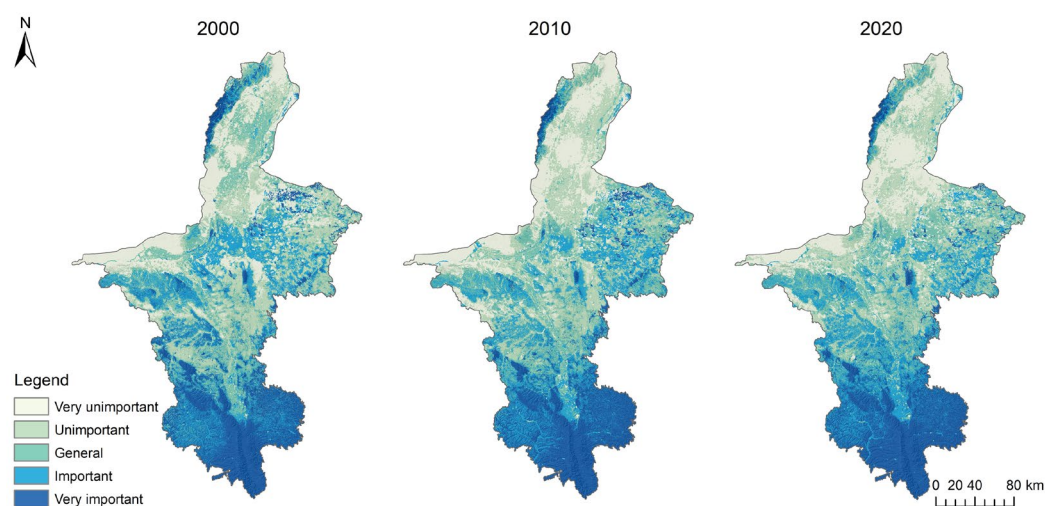 N
2000
2010
2020
Legend
Very unimportant
Unimportant
General
Important
Very important
0 20 40 80 km